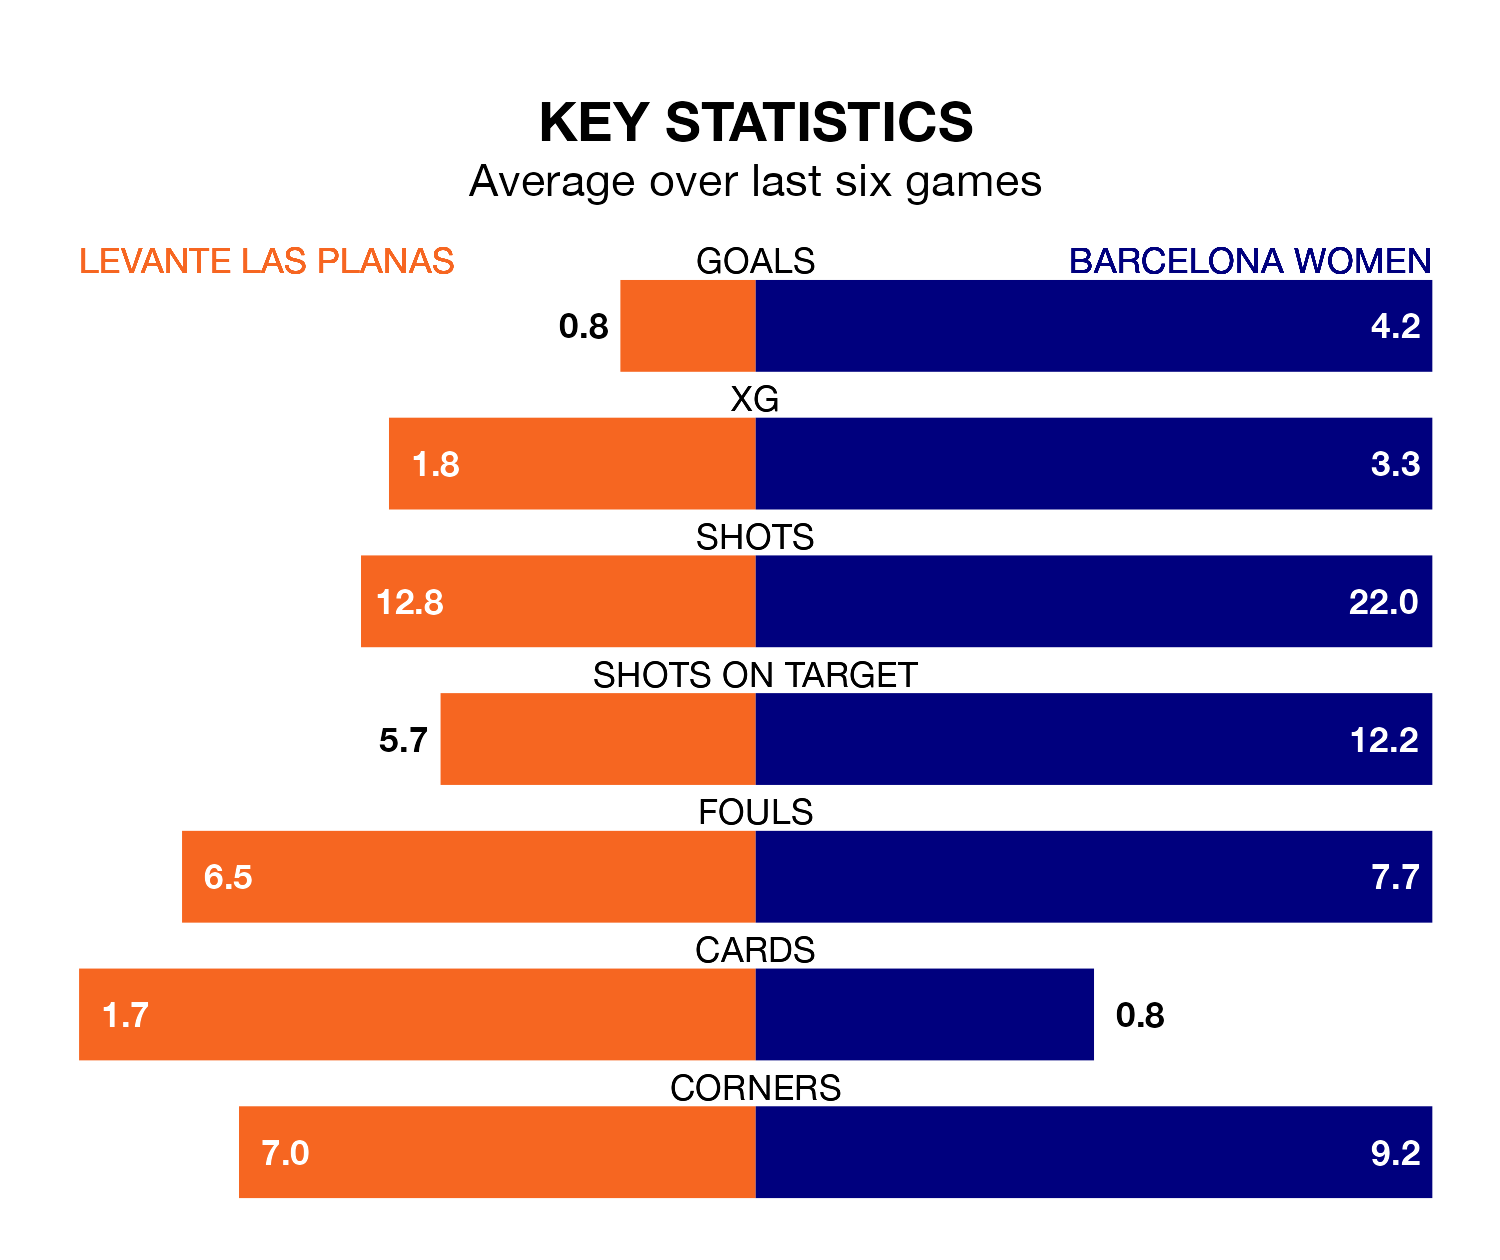 KEY STATISTICS
Average over last six games
LEVANTE LAS PLANAS GOALS BARCELONA WOMEN
0.8 4.2
XG
1.8 3.3
SHOTS
12.8 22.0
SHOTS ON TARGET
5.7 12.2
FOULS
6.5 7.7
CARDS
1.7 0.8
CORNERS
7.0 9.2